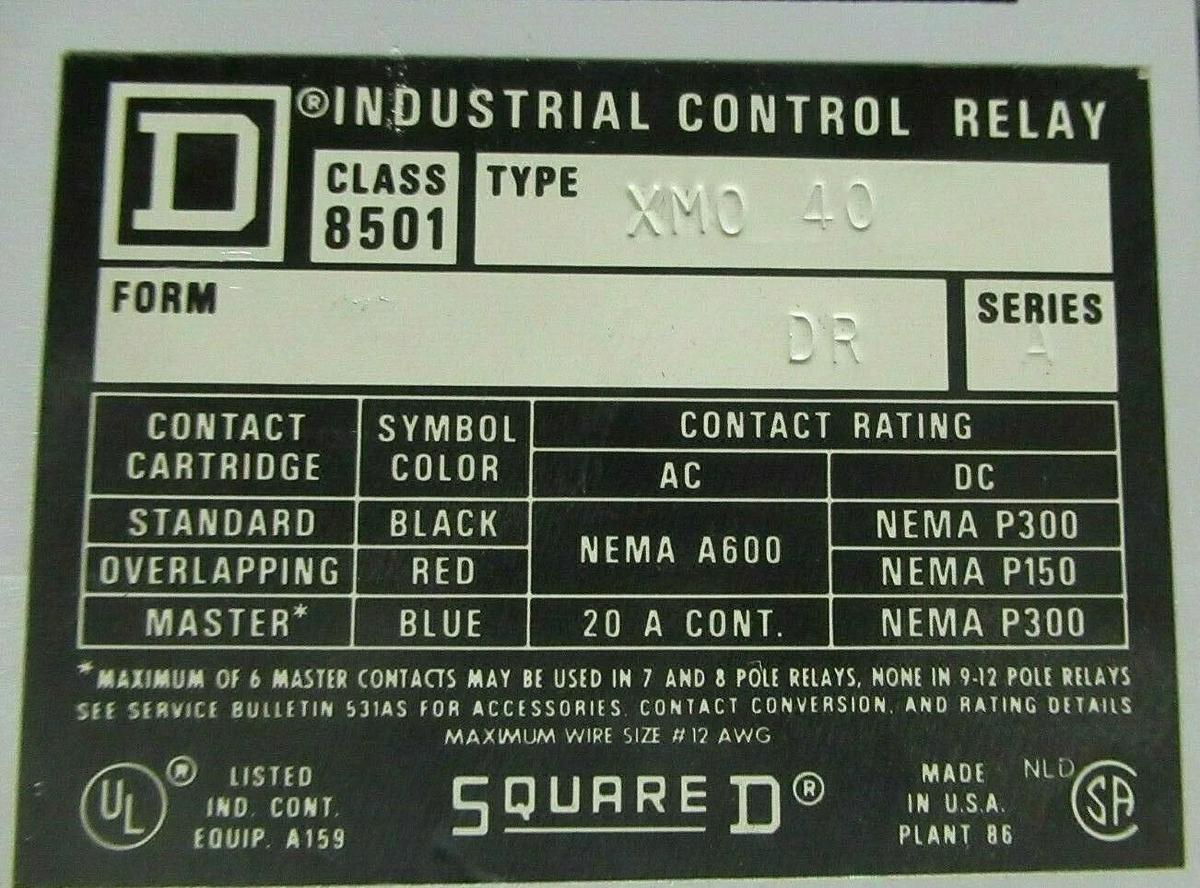 D ® INDUSTRIAL CONTROL RELAY
CLASS 8501
TYPE XMO 40
FORM DR
SERIES A
CONTACT CARTRIDGE
SYMBOL COLOR
CONTACT RATING
AC DC
STANDARD BLACK NEMA A600 NEMA P300
OVERLAPPING RED NEMA P150
MASTER* BLUE 20 A CONT. NEMA P300
*MAXIMUM OF 6 MASTER CONTACTS MAY BE USED IN 7 AND 8 POLE RELAYS, NONE IN 9-12 POLE RELAYS
SEE SERVICE BULLETIN 531AS FOR ACCESSORIES, CONTACT CONVERSION, AND RATING DETAILS
MAXIMUM WIRE SIZE #12 AWG
UL ® LISTED
IND. CONT.
EQUIP. A159
SQUARE D ®
MADE
IN U.S.A.
PLANT 86
NLD
SA